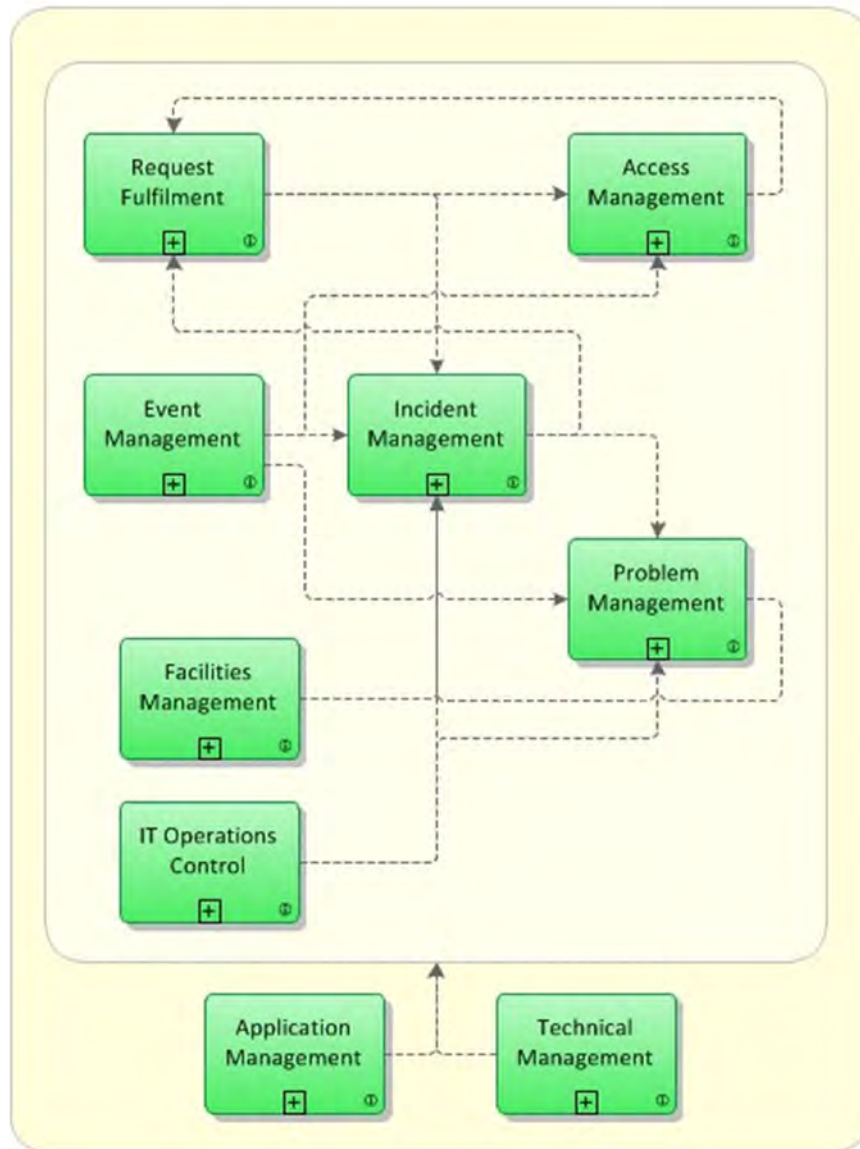 Request
Fulfilment
Access
Management
Event
Management
Incident
Management
Problem
Management
Facilities
Management
IT Operations
Control
Application
Management
Technical
Management